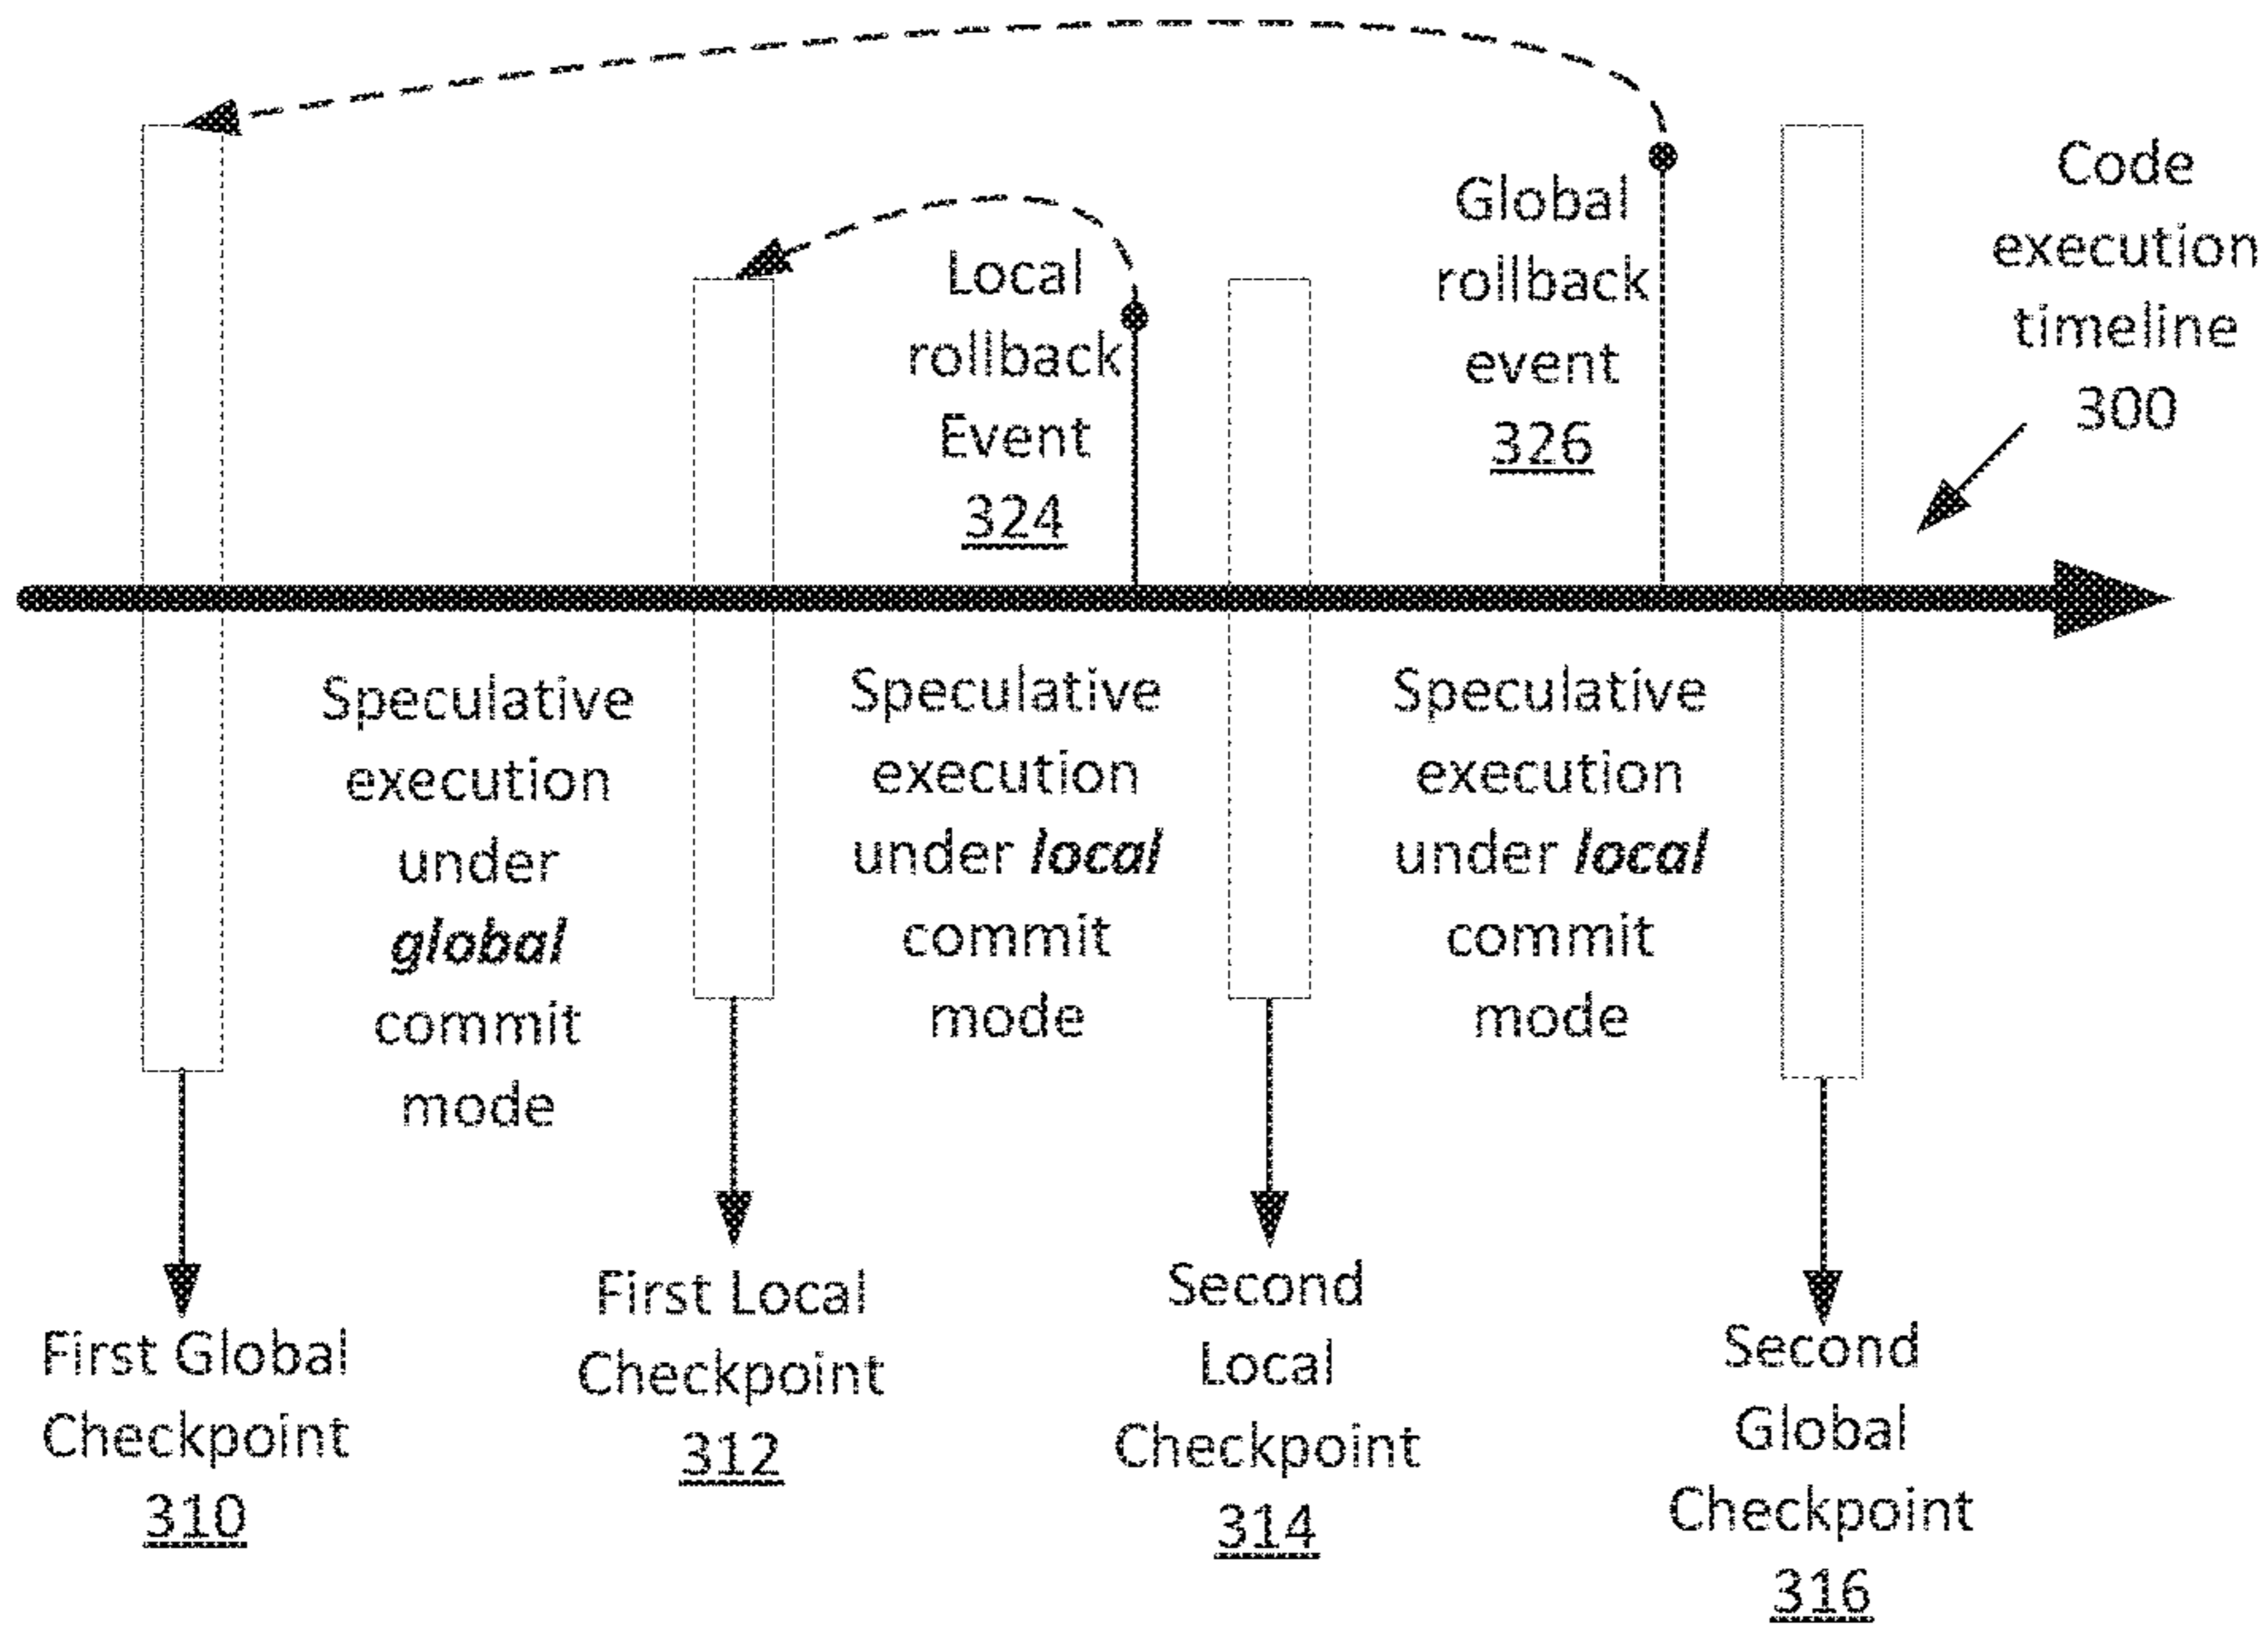 Code
execution
timeline
300
Global
rollback
event
326
Local
rollback
Event
324
Speculative
execution
under
global
commit
mode
Speculative
execution
under local
commit
mode
Speculative
execution
under local
commit
mode
First Global
Checkpoint
310
First Local
Checkpoint
312
Second
Local
Checkpoint
314
Second
Global
Checkpoint
316